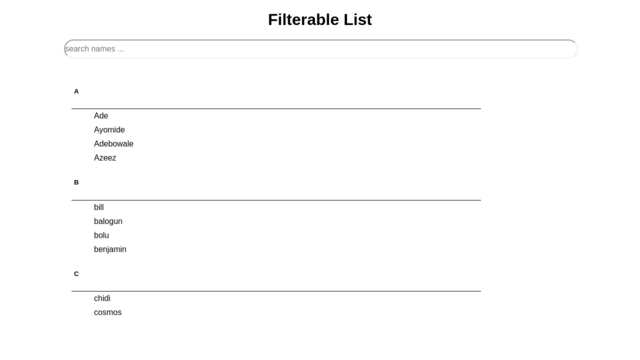 Filterable List
search names ...
A
Ade
Ayomide
Adebowale
Azeez
B
bill
balogun
bolu
benjamin
C
chidi
cosmos